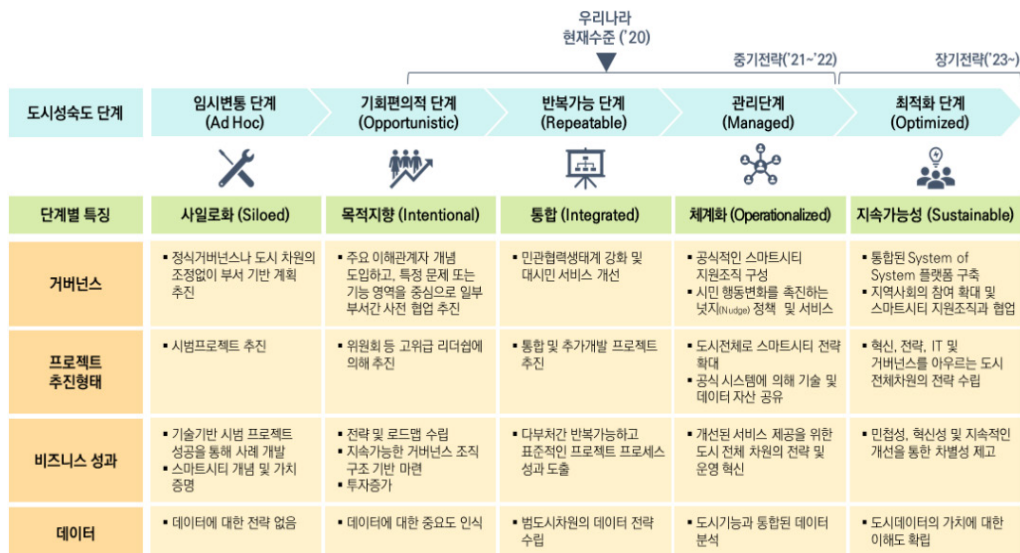 우리나라
현재수준 ('20)
중기전략('21~'22)
장기전략('23~)
도시성숙도 단계
임시변통 단계
(Ad Hoc)
기회편의적 단계
(Opportunistic)
반복가능 단계
(Repeatable)
관리단계
(Managed)
최적화 단계
(Optimized)
단계별 특징
사일로화 (Siloed)
목적지향 (Intentional)
통합 (Integrated)
체계화 (Operationalized)
지속가능성 (Sustainable)
거버넌스
▪ 정식거버넌스나 도시 차원의
조정없이 부서 기반 계획
추진
▪ 주요 이해관계자 개념
도입하고, 특정 문제 또는
기능 영역을 중심으로 일부
부서간 사전 협업 추진
▪ 민관협력생태계 강화 및
대시민 서비스 개선
▪ 공식적인 스마트시티
지원조직 구성
▪ 시민 행동변화를 촉진하는
넛지(Nudge) 정책 및 서비스
▪ 통합된 System of
System 플랫폼 구축
▪ 지역사회의 참여 확대 및
스마트시티 지원조직과 협업
프로젝트
추진형태
▪ 시범프로젝트 추진
▪ 위원회 등 고위급 리더쉽에
의해 추진
▪ 통합 및 추가개발 프로젝트
추진
▪ 도시전체로 스마트시티 전략
확대
▪ 공식 시스템에 의해 기술 및
데이터 자산 공유
▪ 혁신, 전략, IT 및
거버넌스를 아우르는 도시
전체차원의 전략 수립
비즈니스 성과
▪ 기술기반 시범 프로젝트
성공을 통해 사례 개발
▪ 스마트시티 개념 및 가치
증명
▪ 전략 및 로드맵 수립
▪ 지속가능한 거버넌스 조직
구조 기반 마련
▪ 투자증가
▪ 다부처간 반복가능하고
표준적인 프로젝트 프로세스
성과 도출
▪ 개선된 서비스 제공을 위한
도시 전체 차원의 전략 및
운영 혁신
▪ 민첩성, 혁신성 및 지속적인
개선을 통한 차별성 제고
데이터
▪ 데이터에 대한 전략 없음
▪ 데이터에 대한 중요도 인식
▪ 범도시차원의 데이터 전략
수립
▪ 도시기능과 통합된 데이터
분석
▪ 도시데이터의 가치에 대한
이해도 확립